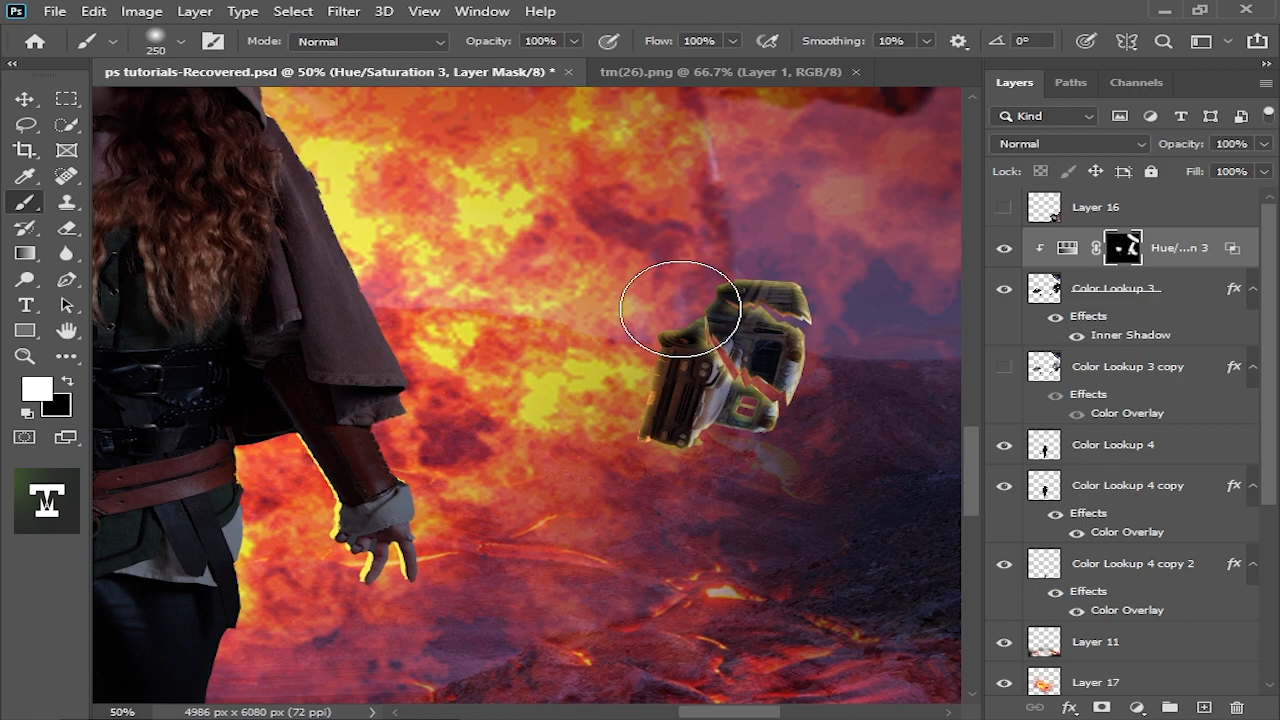 Ps File Edit Image Layer Type Select Filter 3D View Window Help
250 Mode: Normal Opacity: 100% Flow: 100% Smoothing: 10% 0°
ps tutorials-Recovered.psd @ 50% (Hue/Saturation 3, Layer Mask/8) * × tm(26).png @ 66.7% (Layer 1, RGB/8) ×
Layers Paths Channels
Kind
Normal Opacity: 100%
Lock: Fill: 100%
Layer 16
Hue/...n 3
Color Lookup 3 fx
Effects
Inner Shadow
Color Lookup 3 copy fx
Effects
Color Overlay
Color Lookup 4
Color Lookup 4 copy fx
Effects
Color Overlay
Color Lookup 4 copy 2 fx
Effects
Color Overlay
Layer 11
Layer 17
TM
50% 4986 px x 6080 px (72 ppi)